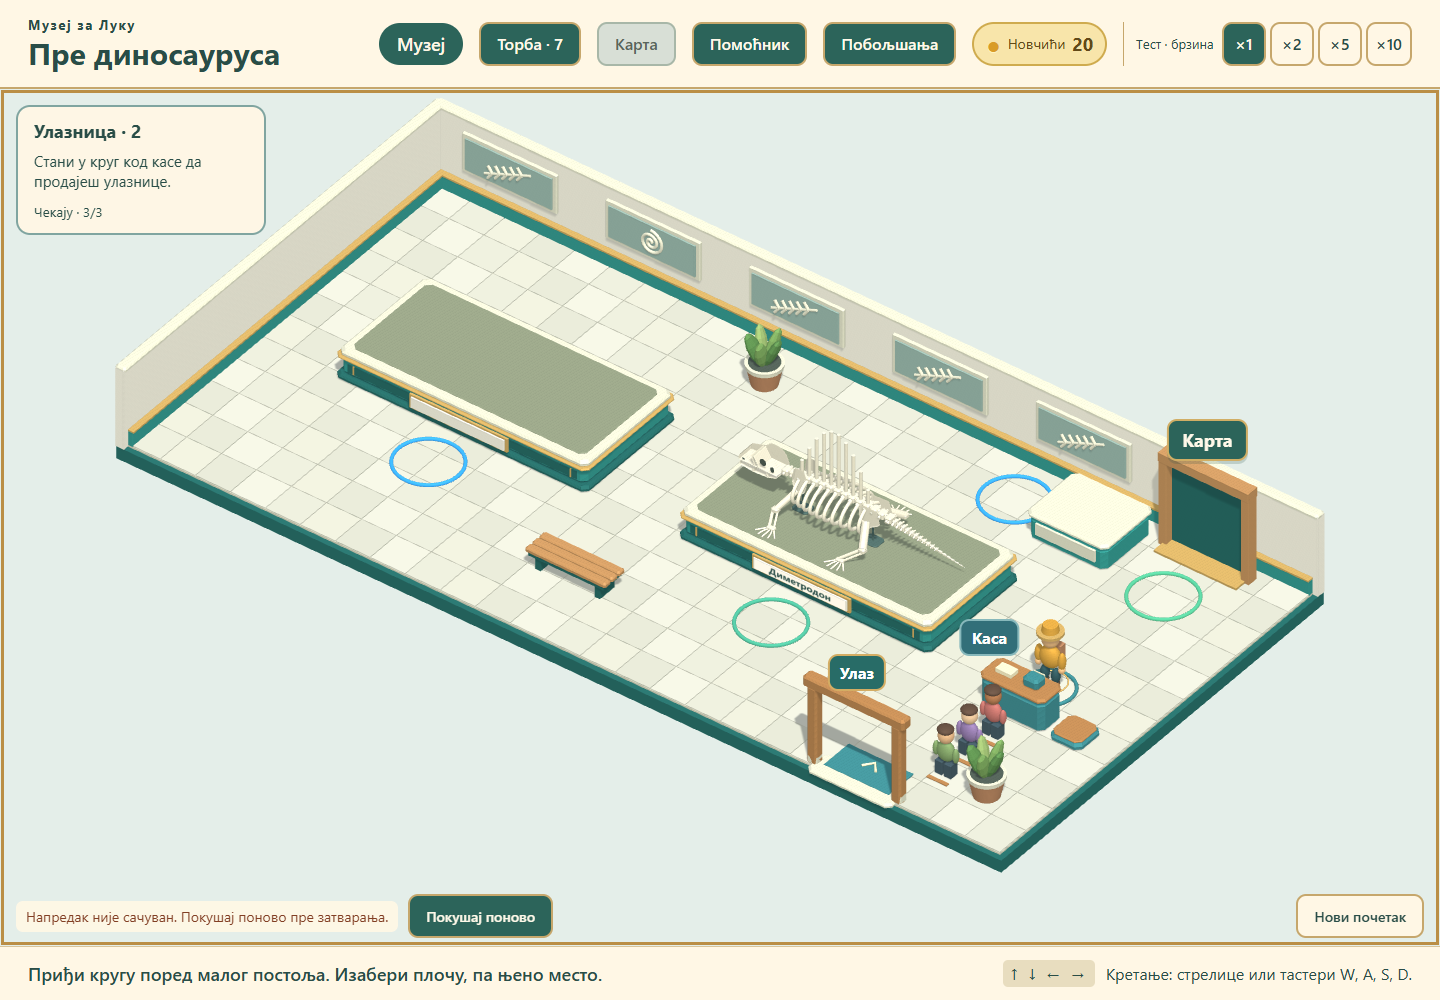 Музеј за Луку
Пре диносауруса
Музеј
Торба · 7
Карта
Помоћник
Побољшања
Новчићи 20
Тест · брзина
×1
×2
×5
×10
Улазница · 2
Стани у круг код касе да
продајеш улазнице.
Чекају · 3/3
Карта
Диметродон
Каса
Улаз
Напредак није сачуван. Покушај поново пре затварања.
Покушај поново
Нови почетак
Приђи кругу поред малог постоља. Изабери плочу, па њено место.
↑ ↓ ← →
Кретање: стрелице или тастери W, A, S, D.